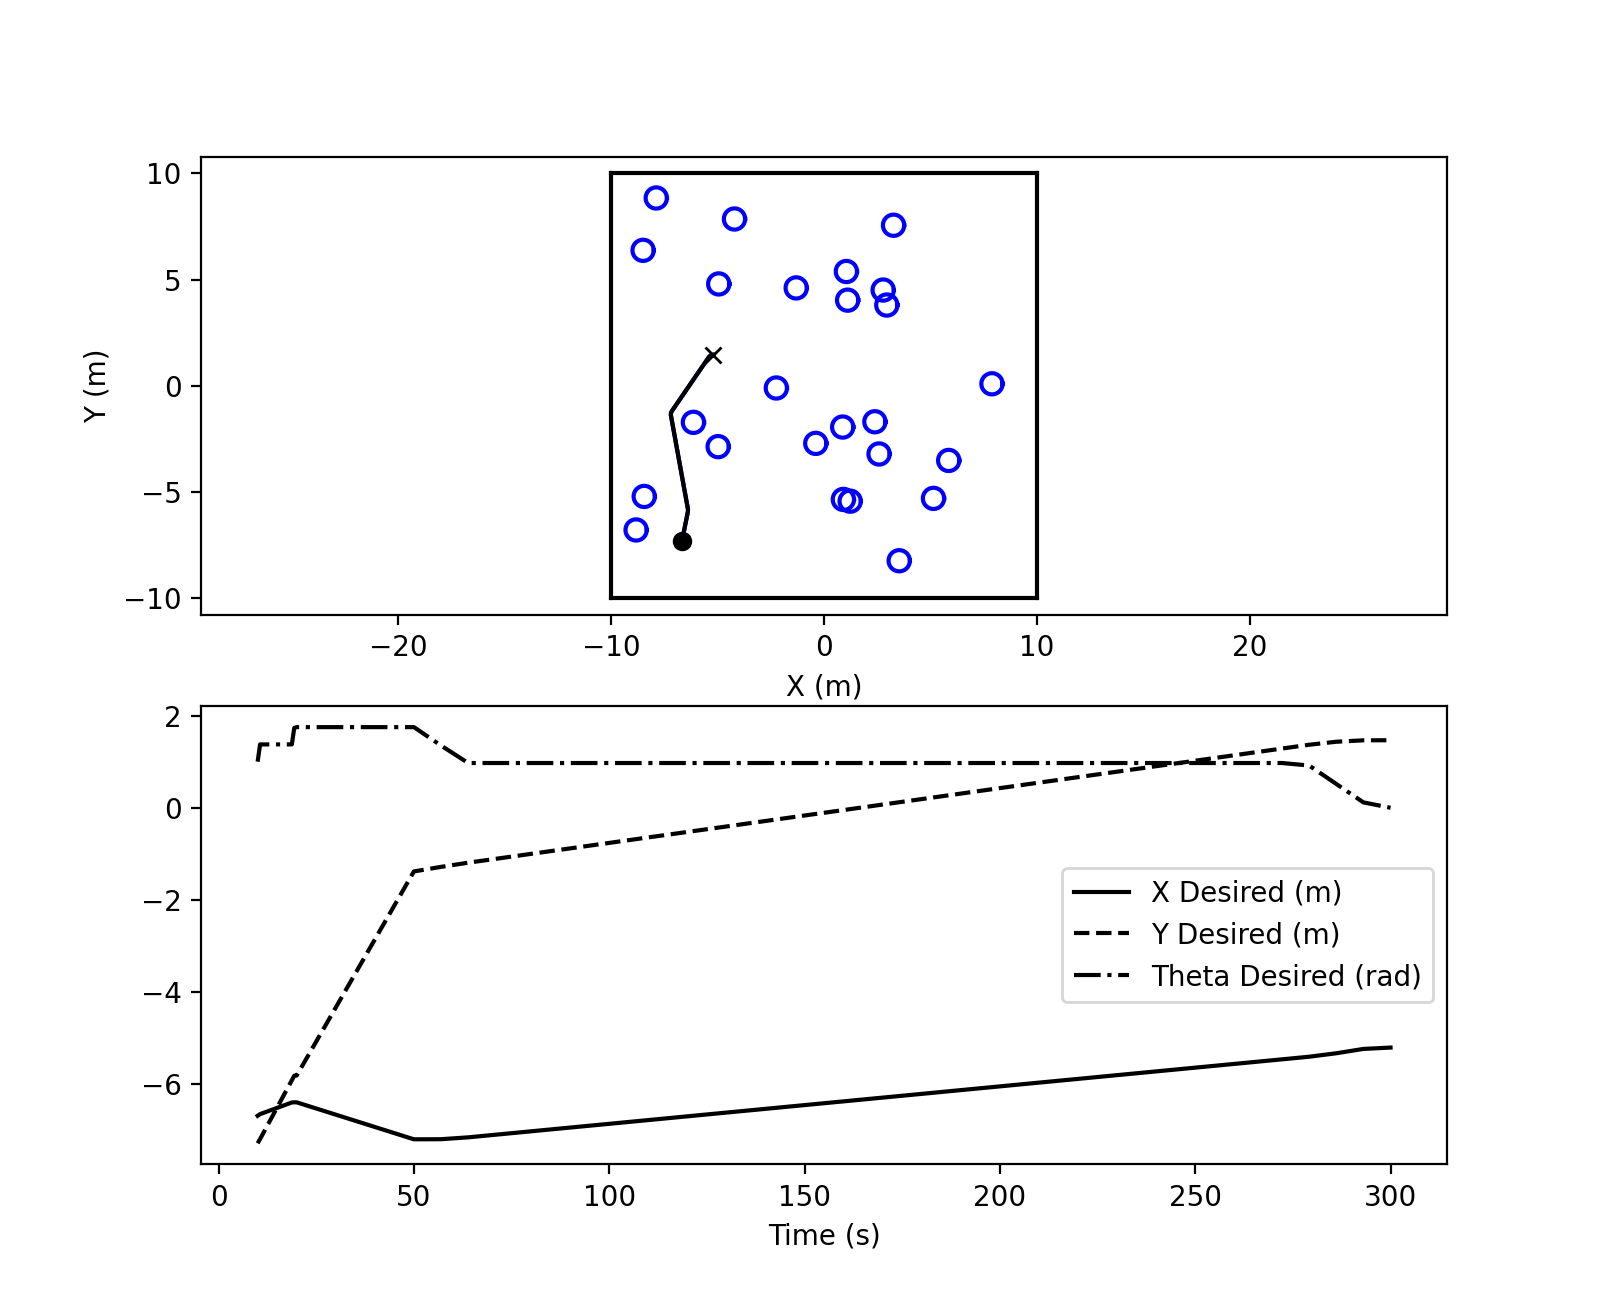 10
5
0
−5
−10
Y (m)
−20 −10 0 10 20
X (m)
2
0
−2
−4
−6
X Desired (m)
Y Desired (m)
Theta Desired (rad)
0 50 100 150 200 250 300
Time (s)